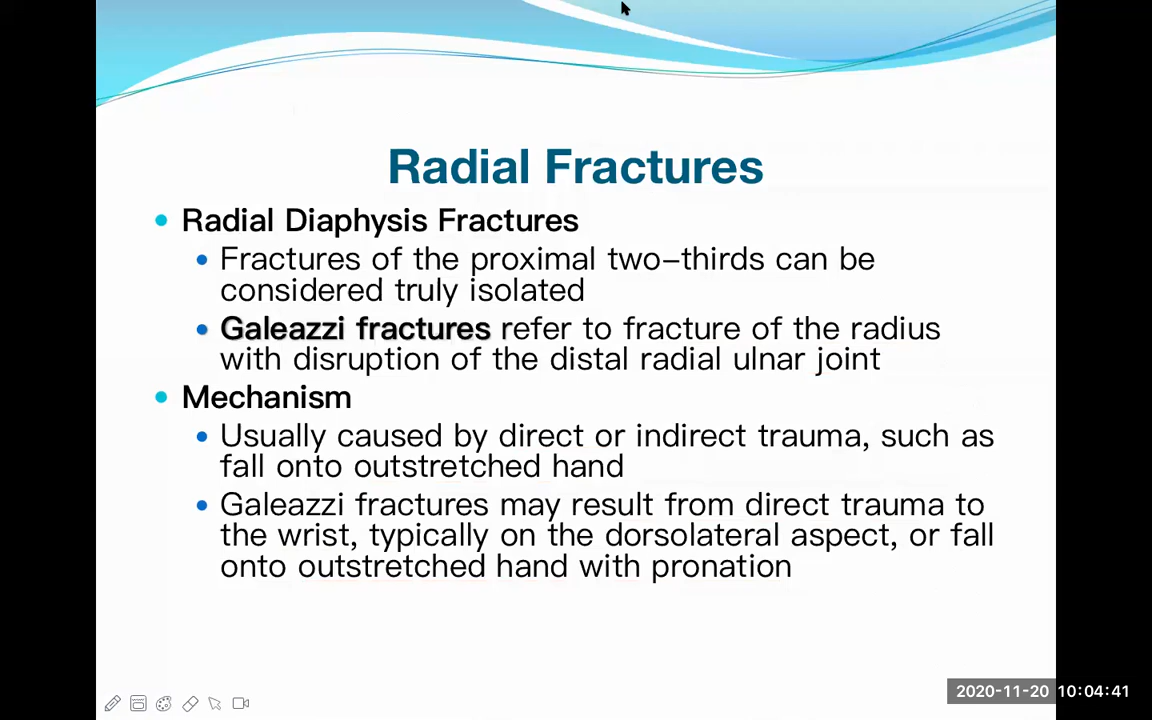 Radial Fractures
Radial Diaphysis Fractures
Fractures of the proximal two-thirds can be
considered truly isolated
Galeazzi fractures refer to fracture of the radius
with disruption of the distal radial ulnar joint
Mechanism
Usually caused by direct or indirect trauma, such as
fall onto outstretched hand
Galeazzi fractures may result from direct trauma to
the wrist, typically on the dorsolateral aspect, or fall
onto outstretched hand with pronation
2020-11-20 10:04:41